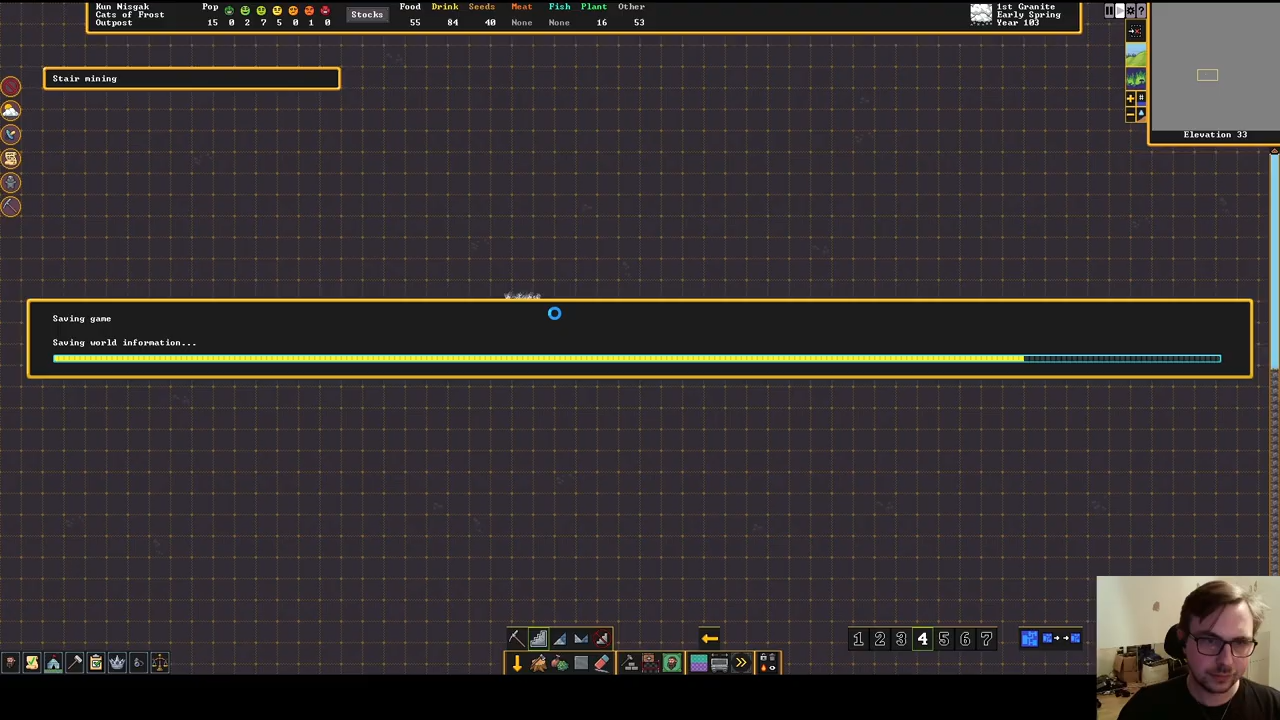 Kun Nisgak
Cats of Frost
Outpost
Pop
15 0 2 7 5 0 1 0
Stocks
Food Drink Seeds Meat Fish Plant Other
55 84 40 None None 16 53
1st Granite
Early Spring
Year 103
Elevation 33
Stair mining
Saving game
Saving world information...
1 2 3 4 5 6 7